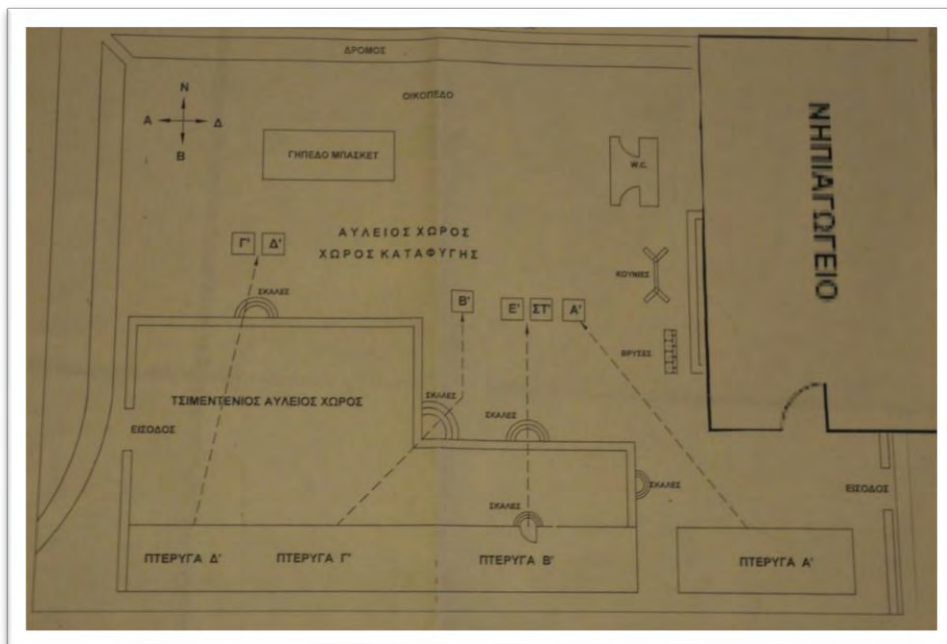 ΔΡΟΜΟΣ
ΟΙΚΟΠΕΔΟ
Ν
Α Δ
Β
ΓΗΠΕΔΟ ΜΠΑΣΚΕΤ
W.C.
ΝΗΠΙΑΓΩΓΕΙΟ
ΑΥΛΕΙΟΣ ΧΩΡΟΣ
ΧΩΡΟΣ ΚΑΤΑΦΥΓΗΣ
Γ' Δ'
ΚΟΥΝΙΕΣ
ΣΚΑΛΕΣ
Β' Ε' ΣΤ' Α'
ΒΡΥΣΕΣ
ΤΣΙΜΕΝΤΕΝΙΟΣ ΑΥΛΕΙΟΣ ΧΩΡΟΣ
ΣΚΑΛΕΣ
ΣΚΑΛΕΣ
ΕΙΣΟΔΟΣ
ΣΚΑΛΕΣ
ΕΙΣΟΔΟΣ
ΣΚΑΛΕΣ
ΠΤΕΡΥΓΑ Δ'
ΠΤΕΡΥΓΑ Γ'
ΠΤΕΡΥΓΑ Β'
ΠΤΕΡΥΓΑ Α'